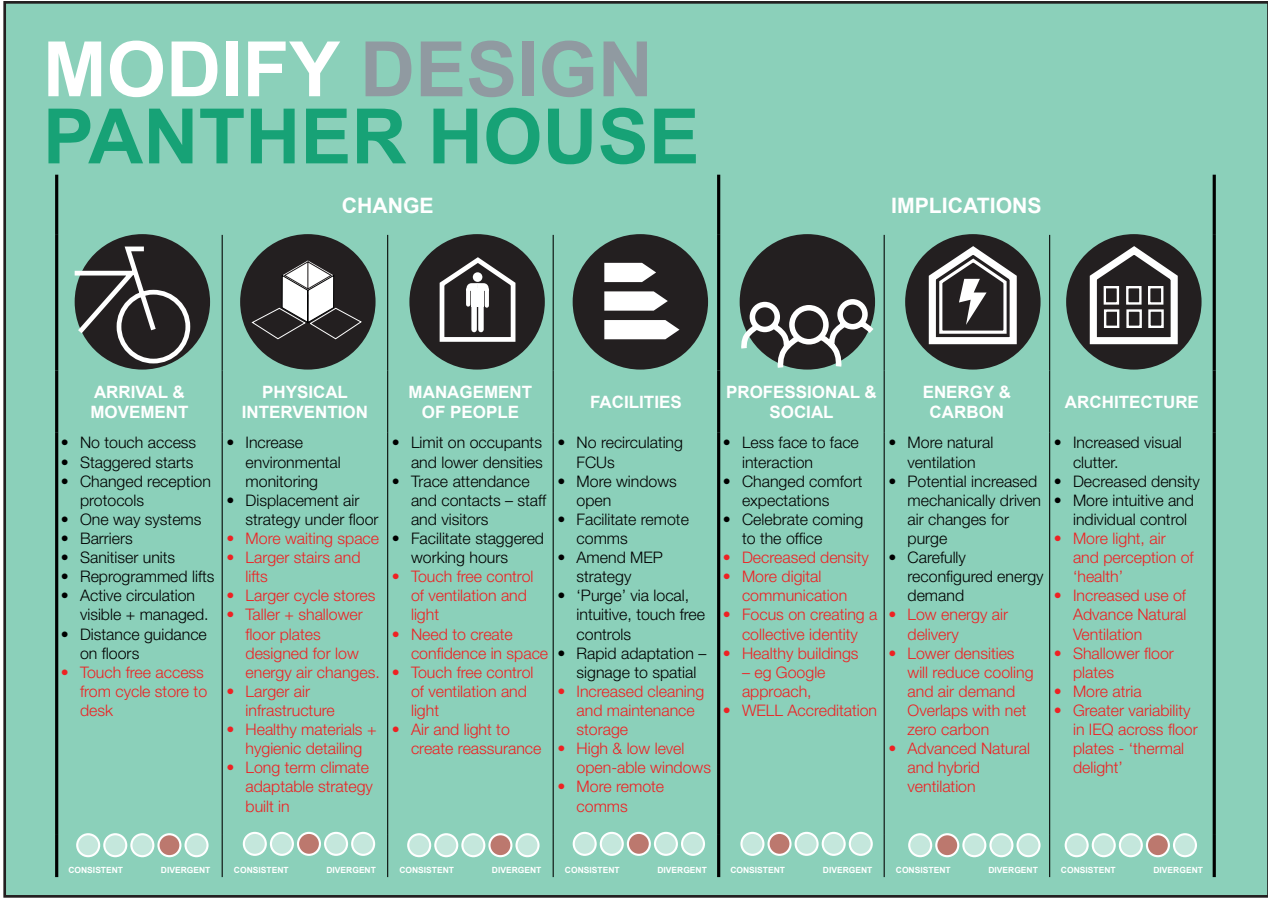 MODIFY DESIGN
PANTHER HOUSE
CHANGE
IMPLICATIONS
ARRIVAL &
MOVEMENT
• No touch access
• Staggered starts
• Changed reception
protocols
• One way systems
• Barriers
• Sanitiser units
• Reprogrammed lifts
• Active circulation
visible + managed.
• Distance guidance
on floors
• Touch free access
from cycle store to
desk
CONSISTENT DIVERGENT
PHYSICAL
INTERVENTION
• Increase
environmental
monitoring
• Displacement air
strategy under floor
• More waiting space
• Larger stairs and
lifts
• Larger cycle stores
• Taller + shallower
floor plates
designed for low
energy air changes.
• Larger air
infrastructure
• Healthy materials +
hygienic detailing
• Long term climate
adaptable strategy
built in
CONSISTENT DIVERGENT
MANAGEMENT
OF PEOPLE
• Limit on occupants
and lower densities
• Trace attendance
and contacts – staff
and visitors
• Facilitate staggered
working hours
• Touch free control
of ventilation and
light
• Need to create
confidence in space
• Touch free control
of ventilation and
light
• Air and light to
create reassurance
CONSISTENT DIVERGENT
FACILITIES
• No recirculating
FCUs
• More windows
open
• Facilitate remote
comms
• Amend MEP
strategy
• ‘Purge’ via local,
intuitive, touch free
controls
• Rapid adaptation –
signage to spatial
• Increased cleaning
and maintenance
storage
• High & low level
open-able windows
• More remote
comms
CONSISTENT DIVERGENT
PROFESSIONAL &
SOCIAL
• Less face to face
interaction
• Changed comfort
expectations
• Celebrate coming
to the office
• Decreased density
• More digital
communication
• Focus on creating a
collective identity
• Healthy buildings
– eg Google
approach,
• WELL Accreditation
CONSISTENT DIVERGENT
ENERGY &
CARBON
• More natural
ventilation
• Potential increased
mechanically driven
air changes for
purge
• Carefully
reconfigured energy
demand
• Low energy air
delivery
• Lower densities
will reduce cooling
and air demand
Overlaps with net
zero carbon
• Advanced Natural
and hybrid
ventilation
CONSISTENT DIVERGENT
ARCHITECTURE
• Increased visual
clutter.
• Decreased density
• More intuitive and
individual control
• More light, air
and perception of
‘health’
• Increased use of
Advance Natural
Ventilation
• Shallower floor
plates
• More atria
• Greater variability
in IEQ across floor
plates - ‘thermal
delight’
CONSISTENT DIVERGENT